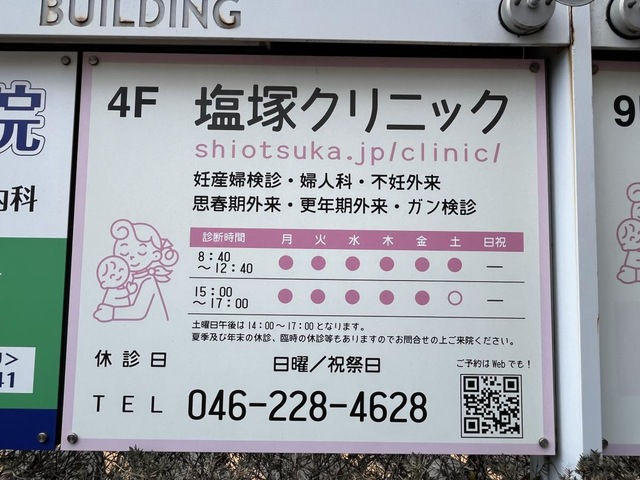 BUILDING
院
内科
41
4F 塩塚クリニック
shiotsuka.jp/clinic/
妊産婦検診・婦人科・不妊外来
思春期外来・更年期外来・ガン検診
診断時間 月 火 水 木 金 土 日祝
8:40～12:40 ● ● ● ● ● ● —
15:00～17:00 ● ● ● ● ● ○ —
土曜日午後は14:00～17:00となります。
夏季及び年末の休診、臨時の休診等もありますのでお問合せの上ご来院ください。
休診日 日曜／祝祭日
ご予約はWebでも!
TEL 046-228-4628
9